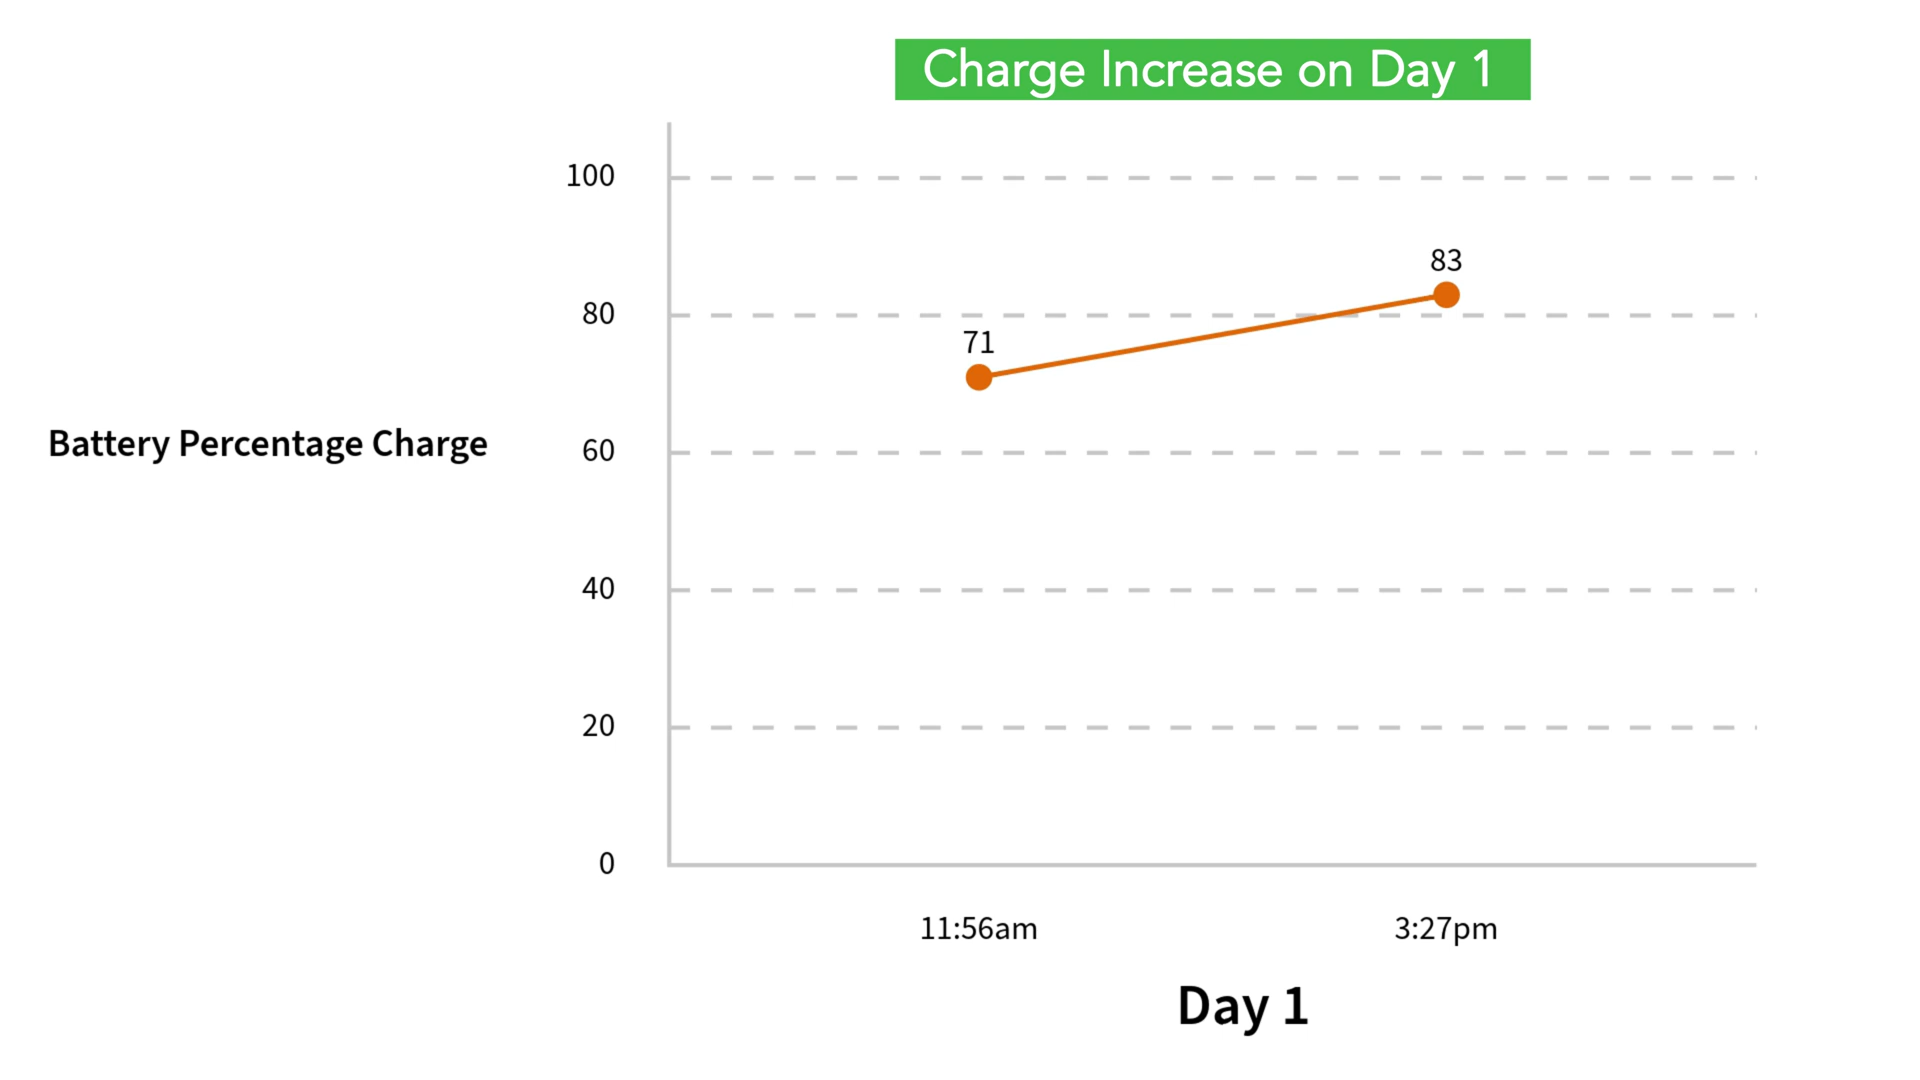 Charge Increase on Day 1
100
83
80
71
Battery Percentage Charge
60
40
20
0
11:56am
3:27pm
Day 1